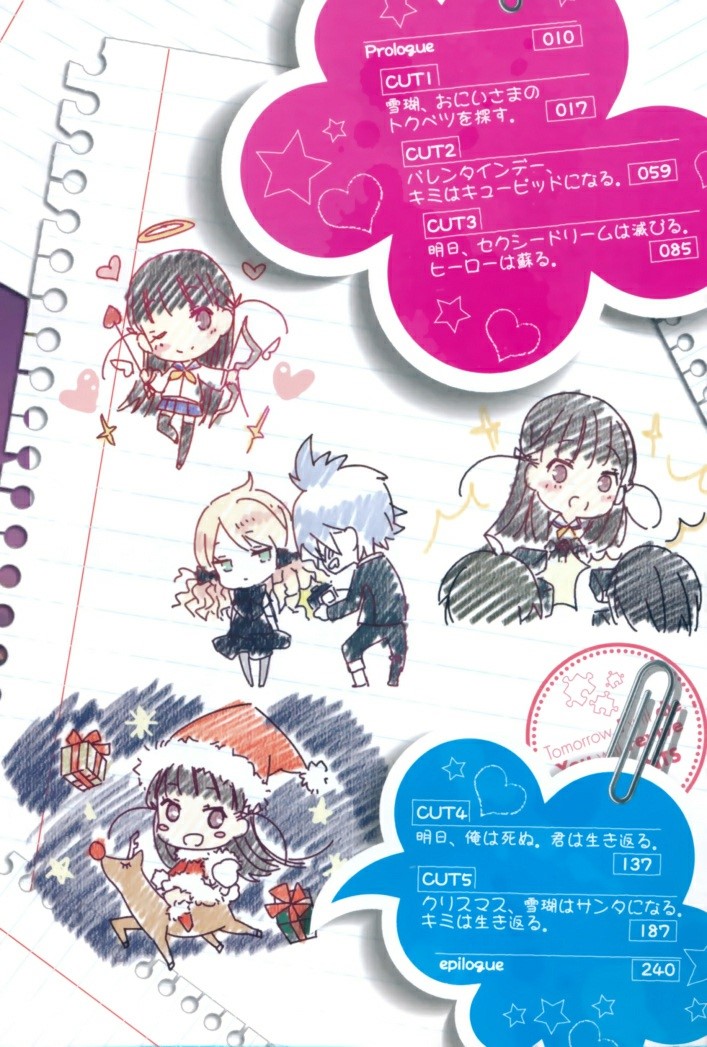 Prologue 010
CUT1
雪瑚、おにいさまの
トクベツを探す。 017
CUT2
バレンタインデー、
キミはキューピッドになる。 059
CUT3
明日、セクシードリームは滅びる。
ヒーローは蘇る。 085
Tomorrow
CUT4
明日、俺は死ぬ。君は生き返る。
137
CUT5
クリスマス、雪瑚はサンタになる。
キミは生き返る。 187
epilogue 240